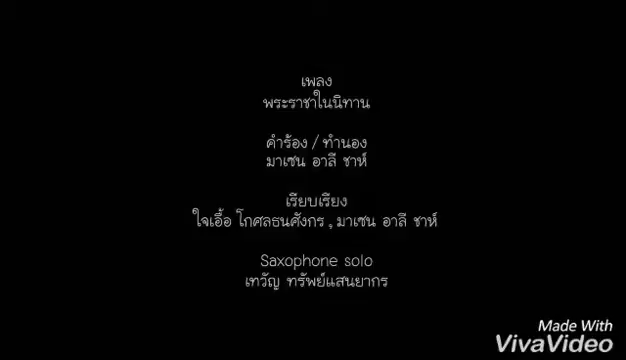 เพลง
พระราชาในนิทาน
คำร้อง / ทำนอง
มาเซน อาลี ซาห์
เรียบเรียง
ใจเอื้อ โกศลธนศังกร , มาเซน อาลี ซาห์
Saxophone solo
เทวัญ ทรัพย์แสนยากร
Made With
VivaVideo